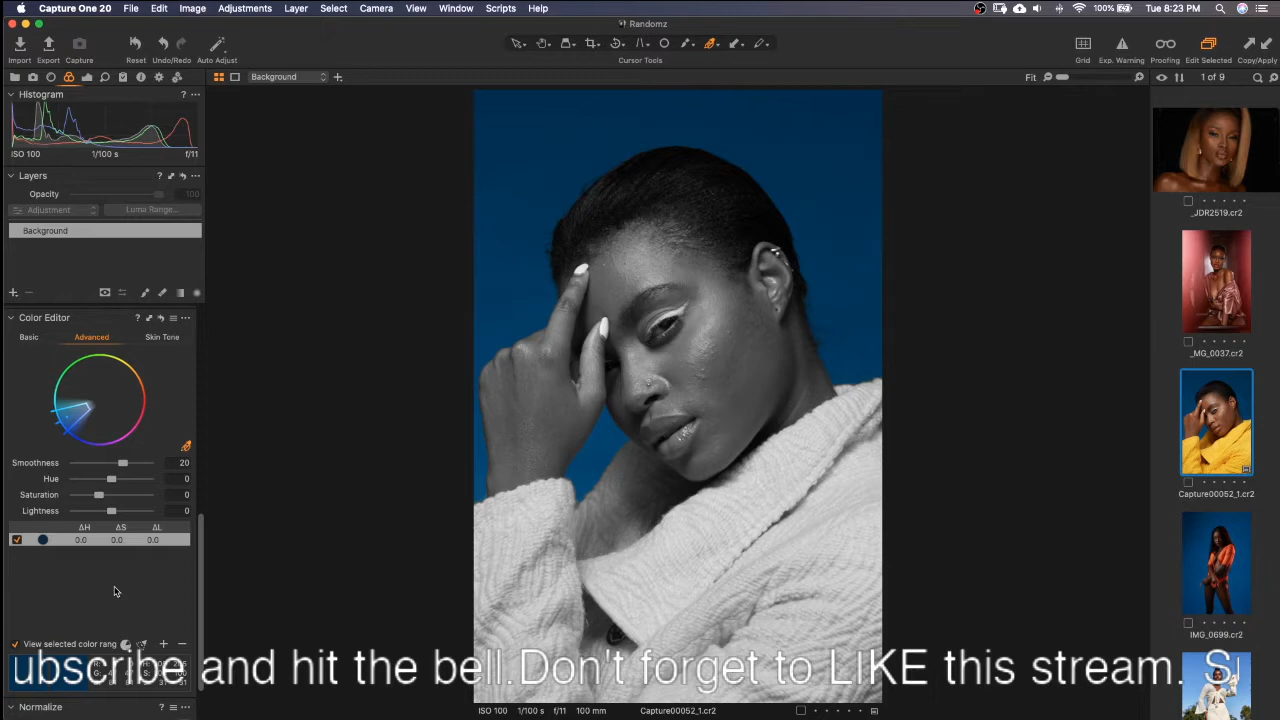 Capture One 20 File Edit Image Adjustments Layer Select Camera View Window Scripts Help
100% Tue 8:23 PM
Randomz
Import Export Capture Reset Undo/Redo Auto Adjust
Cursor Tools
Grid Exp. Warning Proofing Edit Selected Copy/Apply
Background
Fit
1 of 9
Histogram ?
ISO 100 1/100 s f/11
Layers ?
Opacity 100
Adjustment Luma Range...
Background
Color Editor ?
Basic Advanced Skin Tone
Smoothness 20
Hue 0
Saturation 0
Lightness 0
ΔH ΔS ΔL
0.0 0.0 0.0
View selected color rang
ubscribe and hit the bell.Don't forget to LIKE this stream.
Normalize ?
ISO 100 1/100 s f/11 100 mm Capture00052_1.cr2
_JDR2519.cr2
_MG_0037.cr2
Capture00052_1.cr2
IMG_0699.cr2